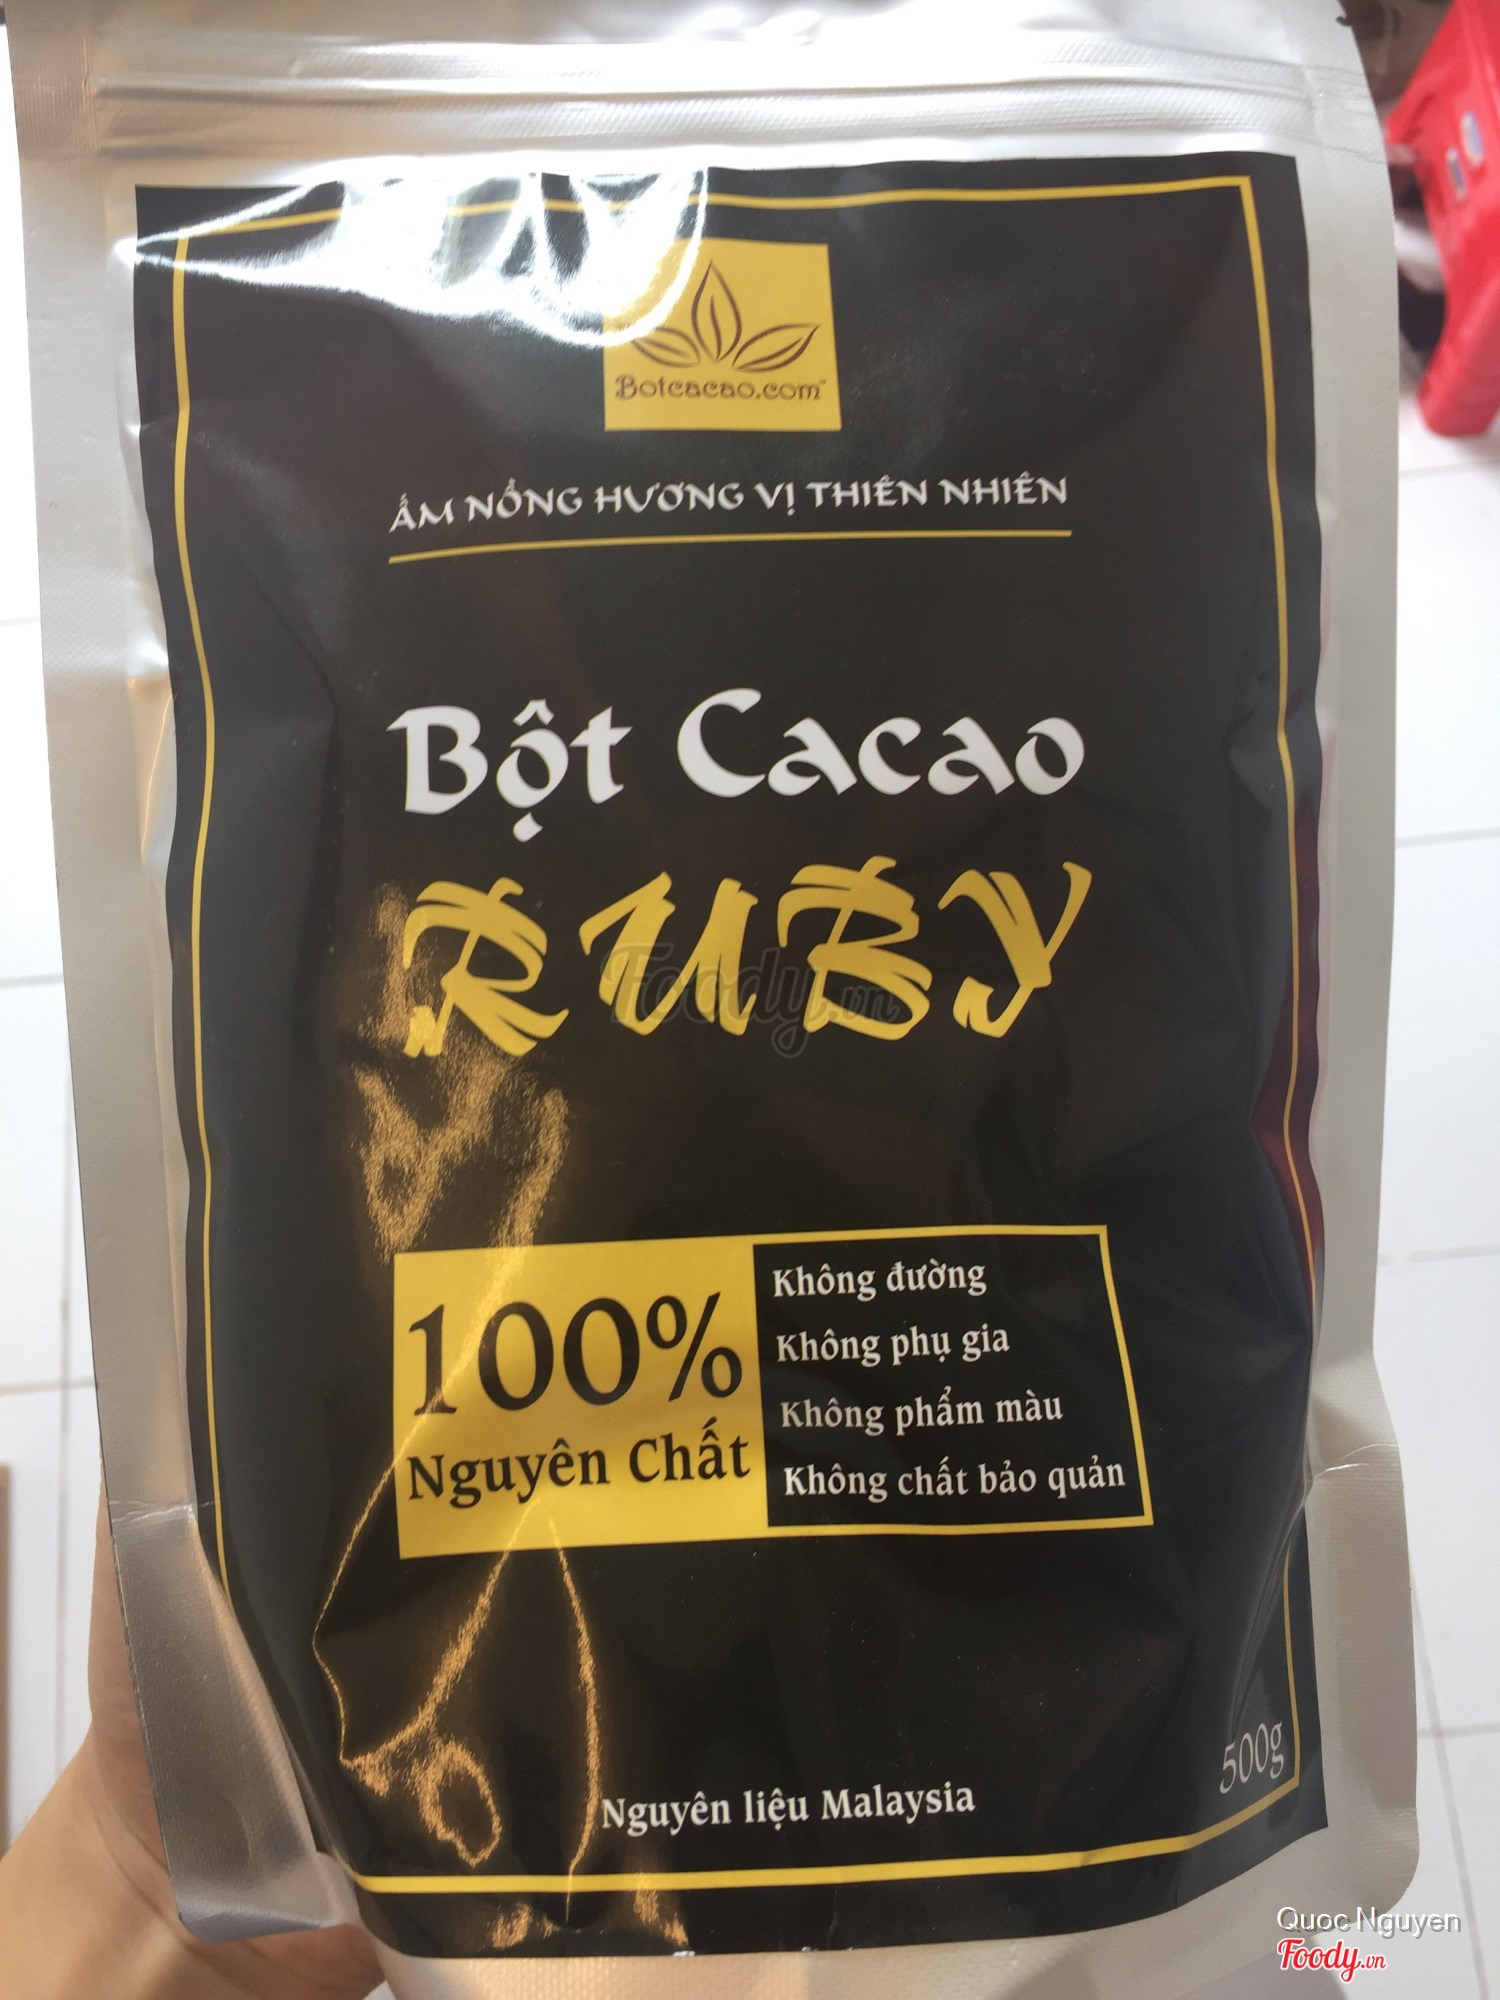 Botcacao.com
ẤM NỒNG HƯƠNG VỊ THIÊN NHIÊN
Bột Cacao
RUBY
Foody.vn
100%
Nguyên Chất
Không đường
Không phụ gia
Không phẩm màu
Không chất bảo quản
500g
Nguyên liệu Malaysia
Quoc Nguyen
Foody.vn